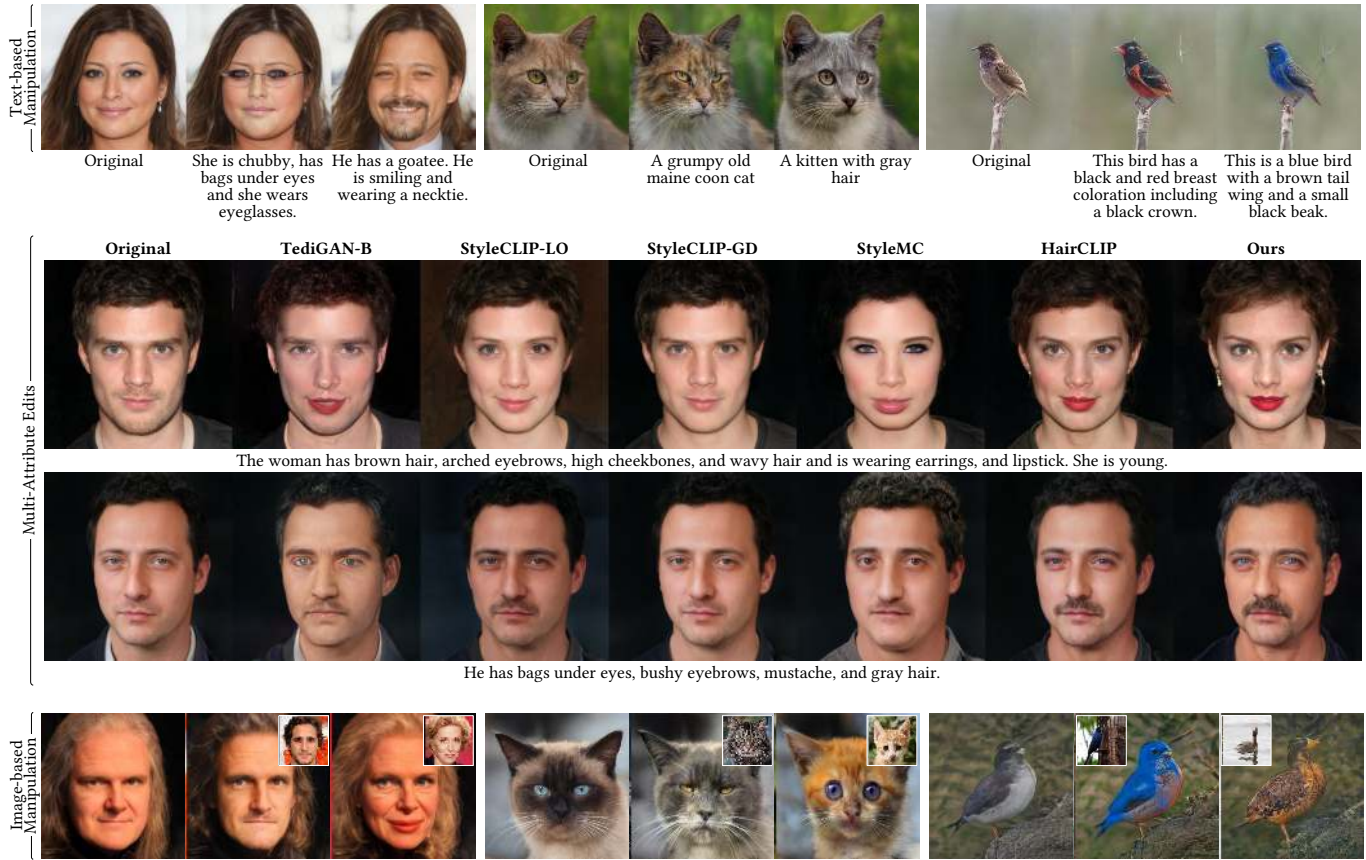 Text-based
Manipulation
Original
She is chubby, has
bags under eyes
and she wears
eyeglasses.
He has a goatee. He
is smiling and
wearing a necktie.
Original
A grumpy old
maine coon cat
A kitten with gray
hair
Original
This bird has a
black and red breast
coloration including
a black crown.
This is a blue bird
with a brown tail
wing and a small
black beak.
Multi-Attribute Edits
Original
TediGAN-B
StyleCLIP-LO
StyleCLIP-GD
StyleMC
HairCLIP
Ours
The woman has brown hair, arched eyebrows, high cheekbones, and wavy hair and is wearing earrings, and lipstick. She is young.
He has bags under eyes, bushy eyebrows, mustache, and gray hair.
Image-based
Manipulation